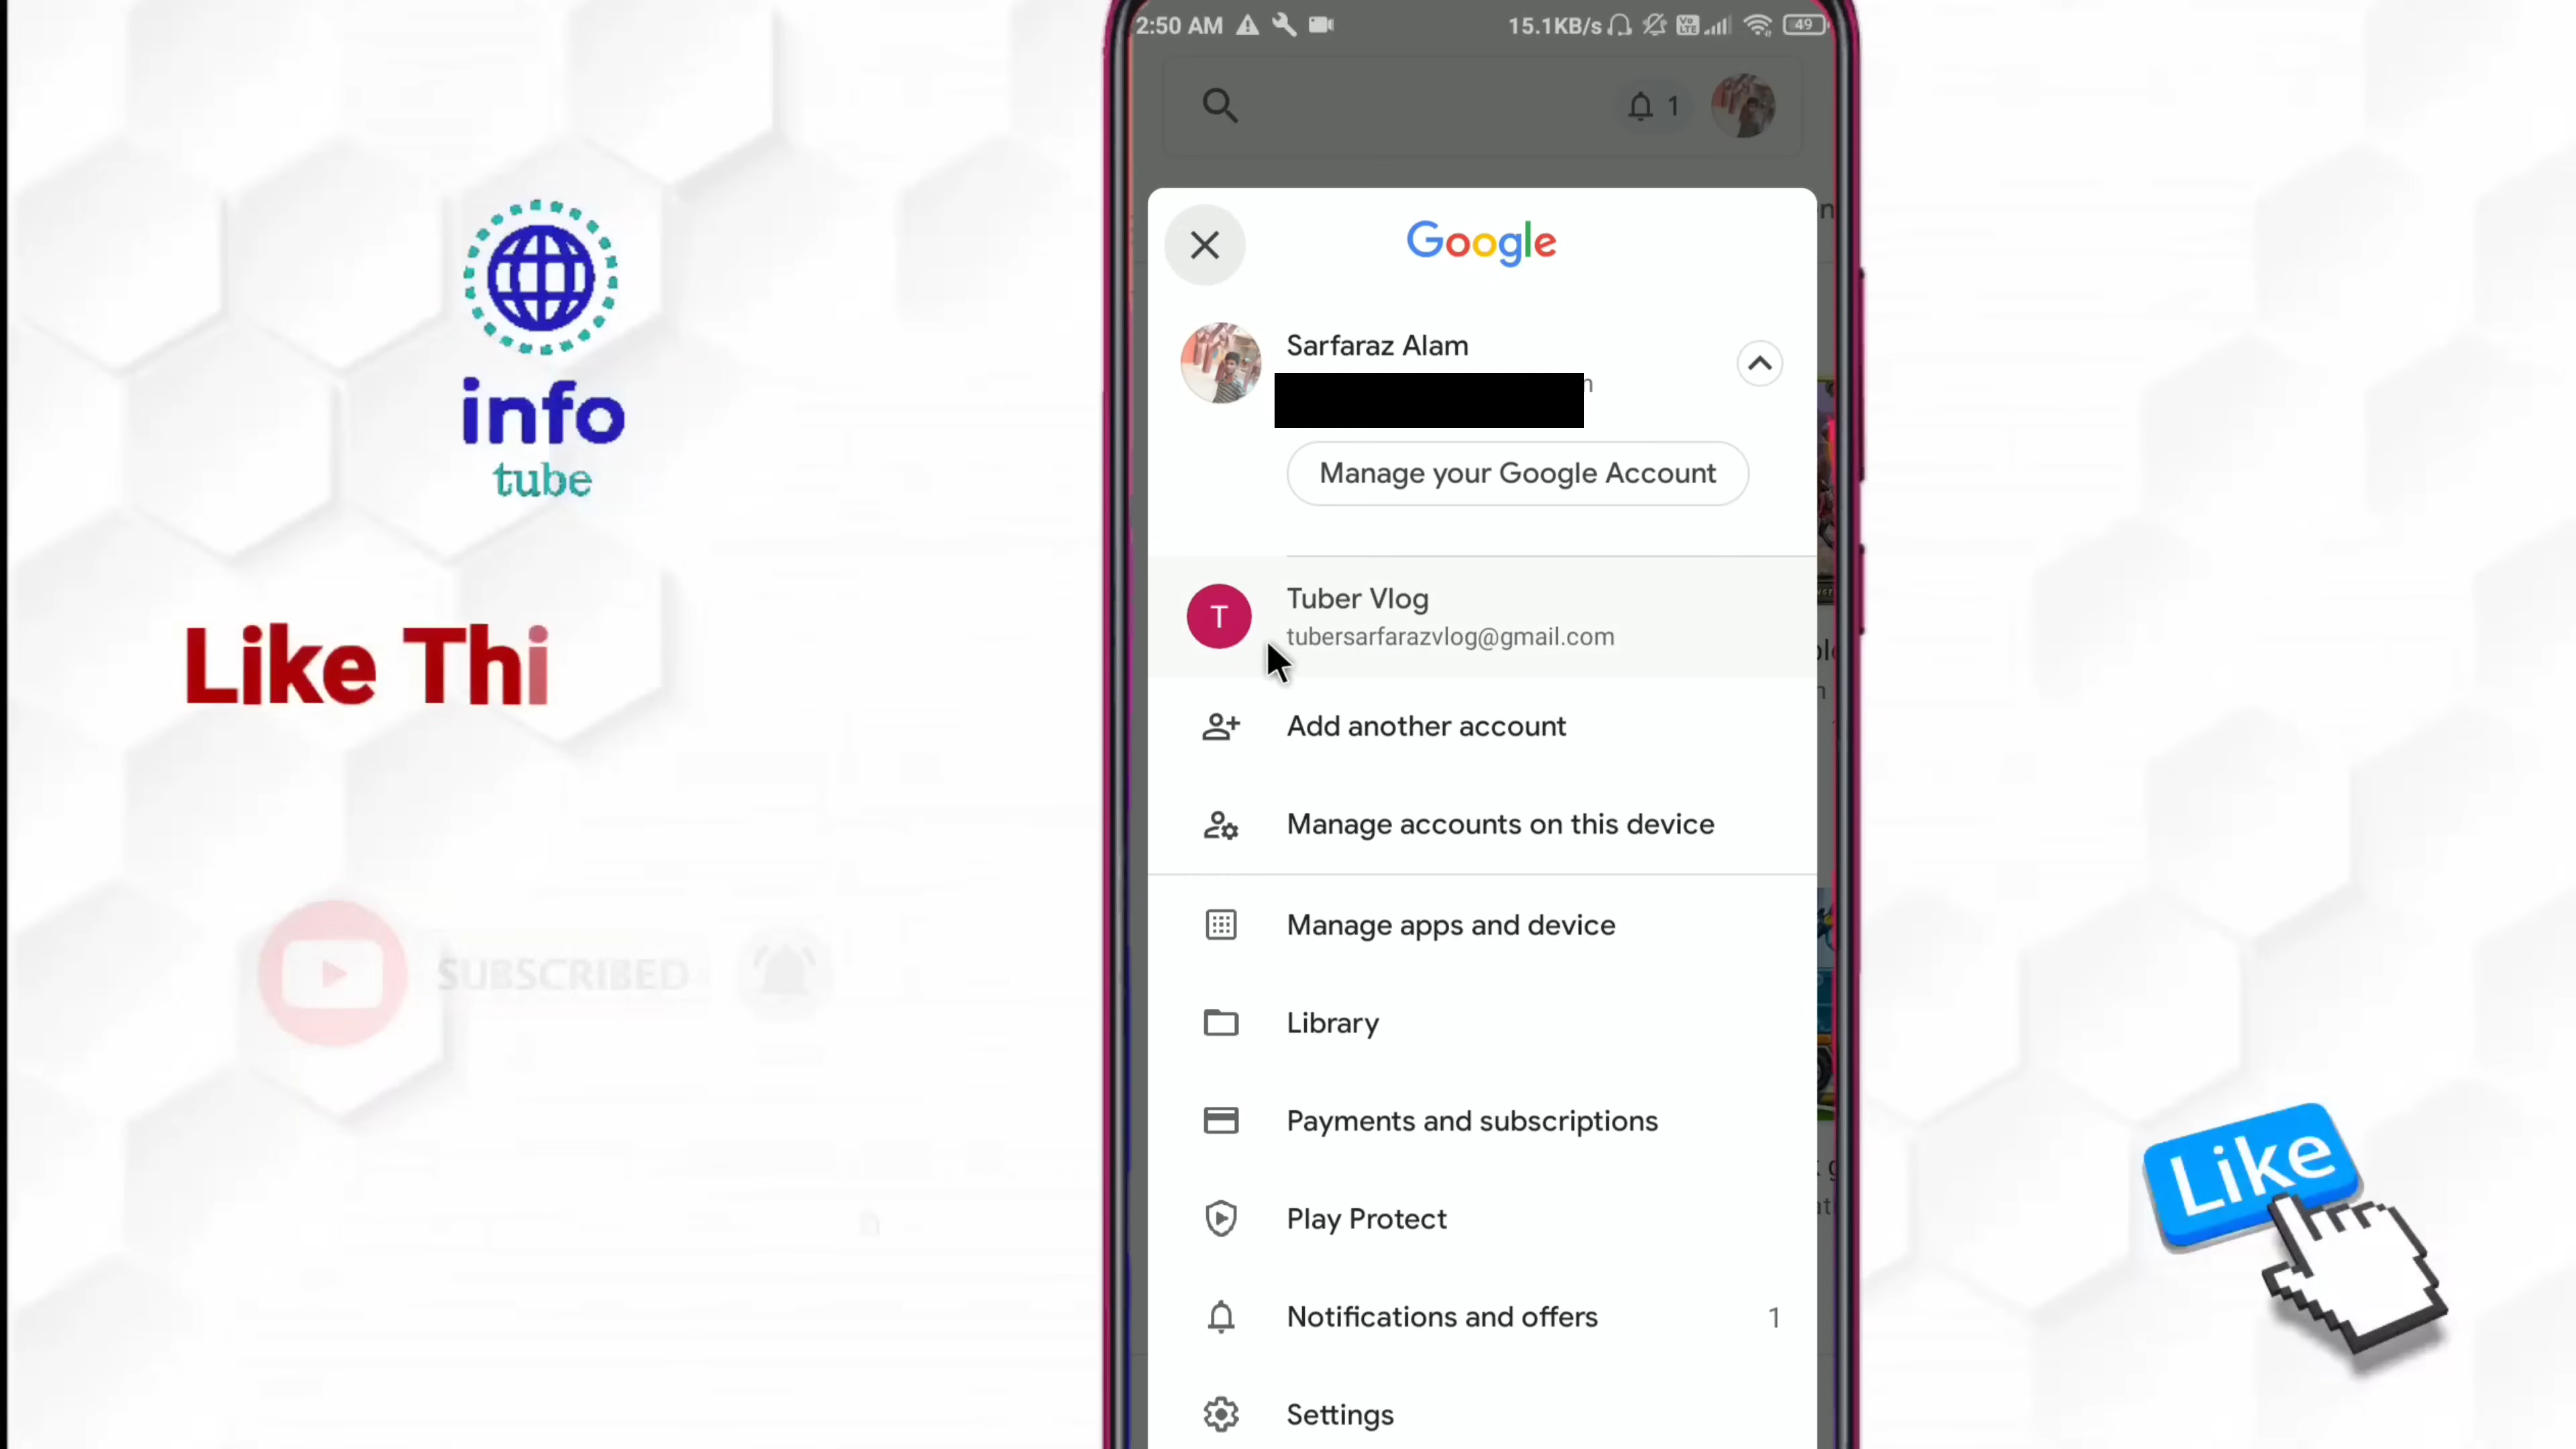 info
tube
Like Thi
SUBSCRIBED
2:50 AM
15.1KB/s
49
1
Google
Sarfaraz Alam
Manage your Google Account
T
Tuber Vlog
tubersarfarazvlog@gmail.com
Add another account
Manage accounts on this device
Manage apps and device
Library
Payments and subscriptions
Play Protect
Notifications and offers
1
Settings
Like